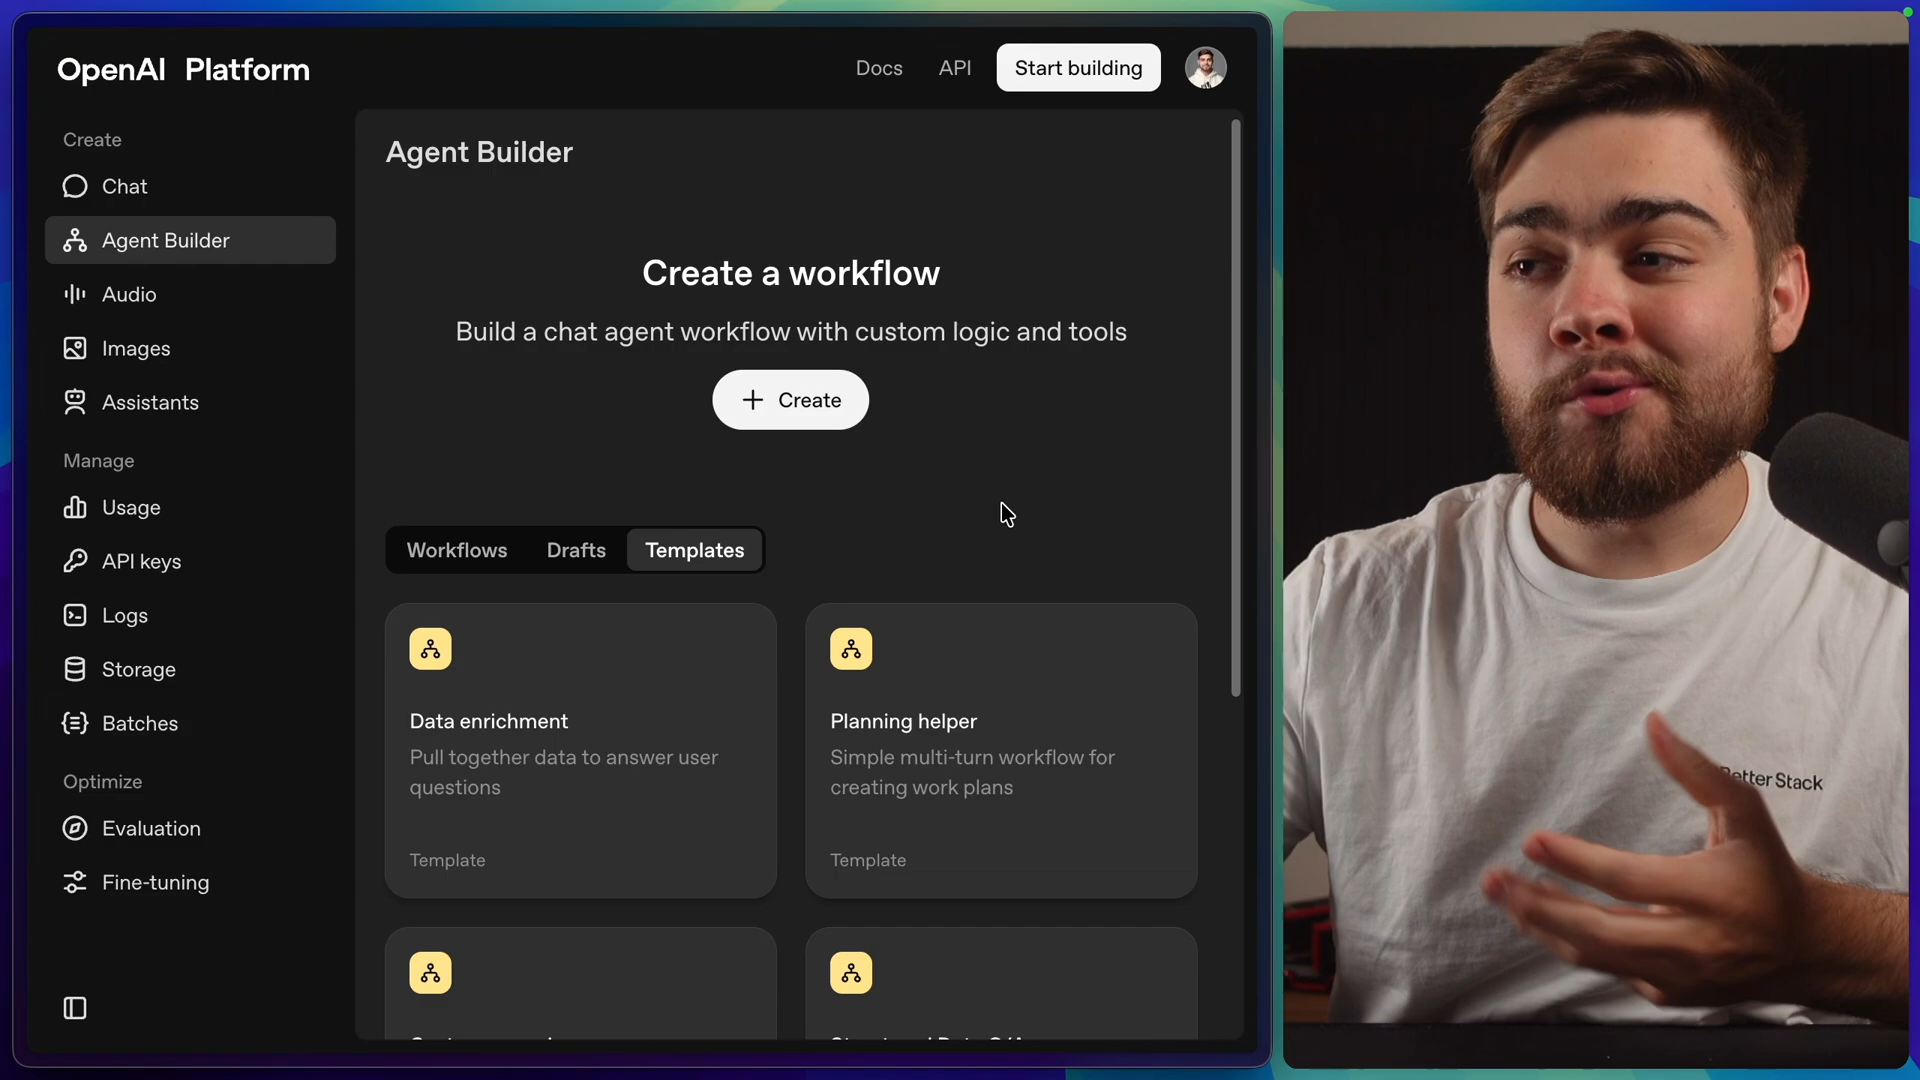 OpenAI Platform
Docs
API
Start building
Create
Chat
Agent Builder
Audio
Images
Assistants
Manage
Usage
API keys
Logs
Storage
Batches
Optimize
Evaluation
Fine-tuning
Agent Builder
Create a workflow
Build a chat agent workflow with custom logic and tools
Create
Workflows
Drafts
Templates
Data enrichment
Pull together data to answer user
questions
Template
Planning helper
Simple multi-turn workflow for
creating work plans
Template
Better Stack